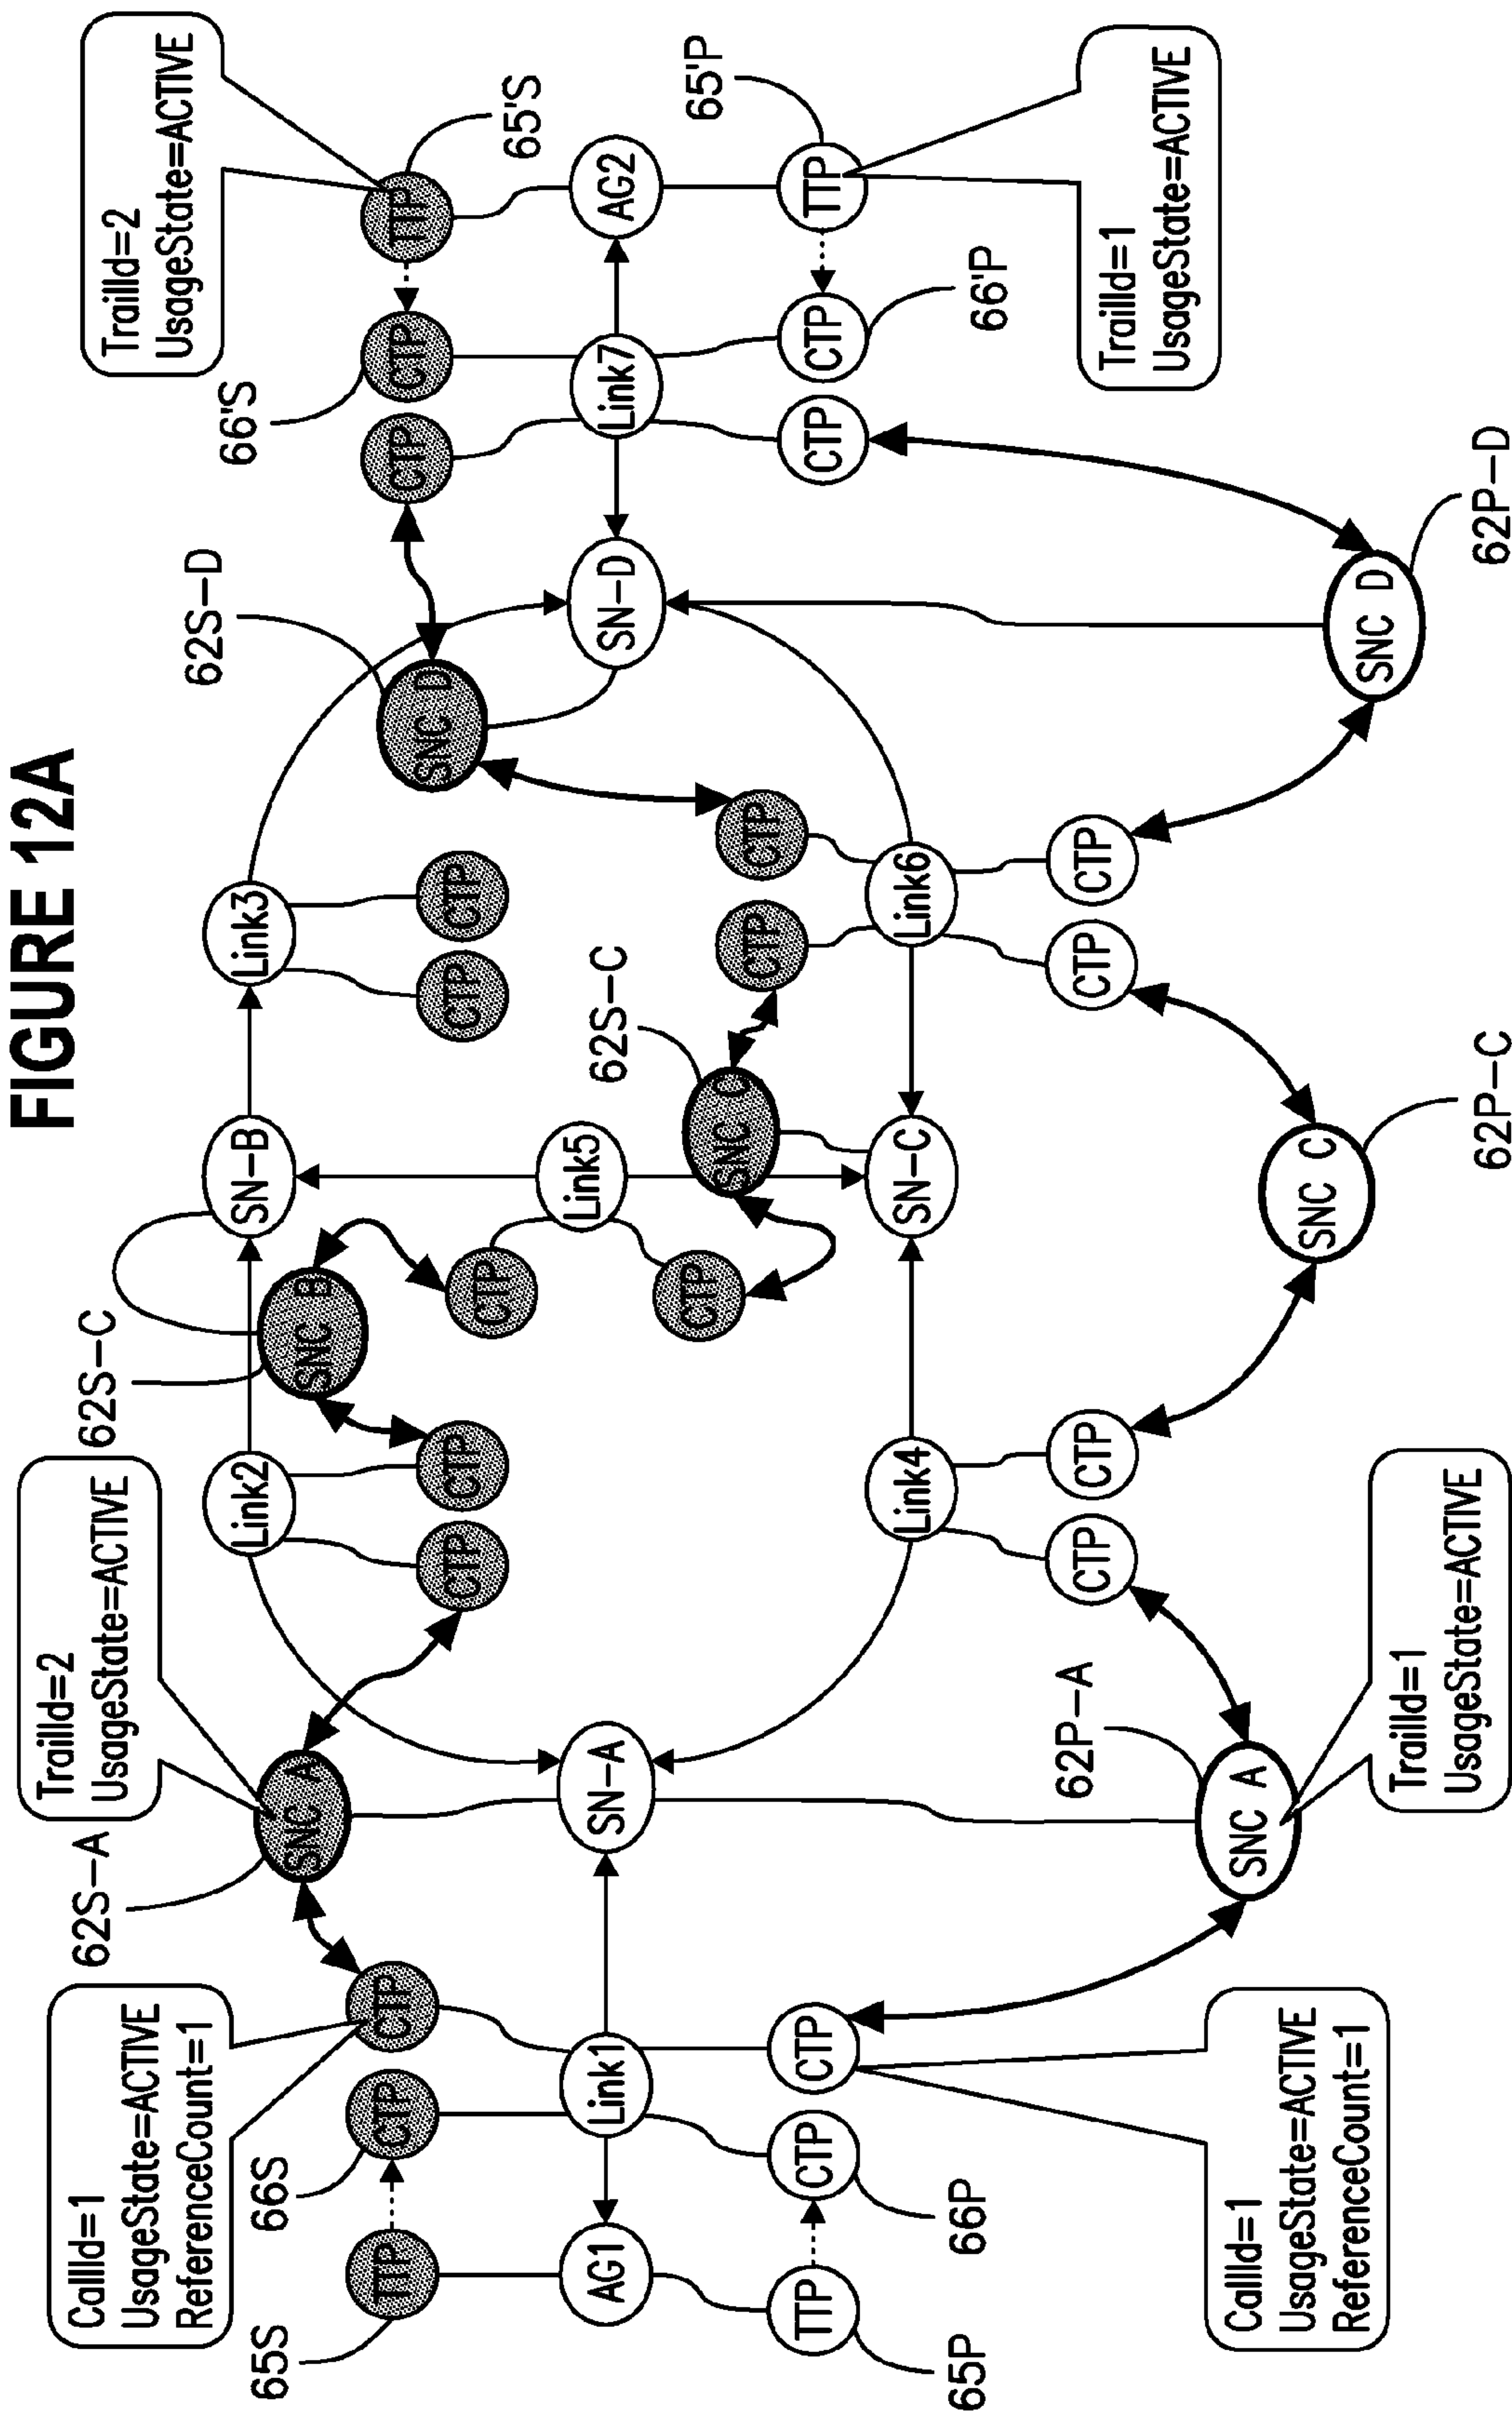 FIGURE 12A
CallId=1
UsageState=ACTIVE
ReferenceCount=1
62S-A
TrailId=2
UsageState=ACTIVE
62S-C
TrailId=2
UsageState=ACTIVE
SNC A
Link2
SNC B
SN-B
Link3
62S-D
66'S
65'S
65S
66S
TTP
CTP
CTP
CTP
CTP
CTP
CTP
CTP
SNC D
CTP
CTP
TTP
AG1
Link1
SN-A
CTP
Link5
62S-C
SNC C
CTP
CTP
SN-D
Link7
AG2
65'P
TTP
CTP
CTP
Link4
SN-C
Link6
CTP
CTP
TTP
65P
66P
62P-A
CTP
CTP
CTP
CTP
66'P
CallId=1
UsageState=ACTIVE
ReferenceCount=1
SNC A
SNC C
SNC D
TrailId=1
UsageState=ACTIVE
TrailId=1
UsageState=ACTIVE
62P-C
62P-D